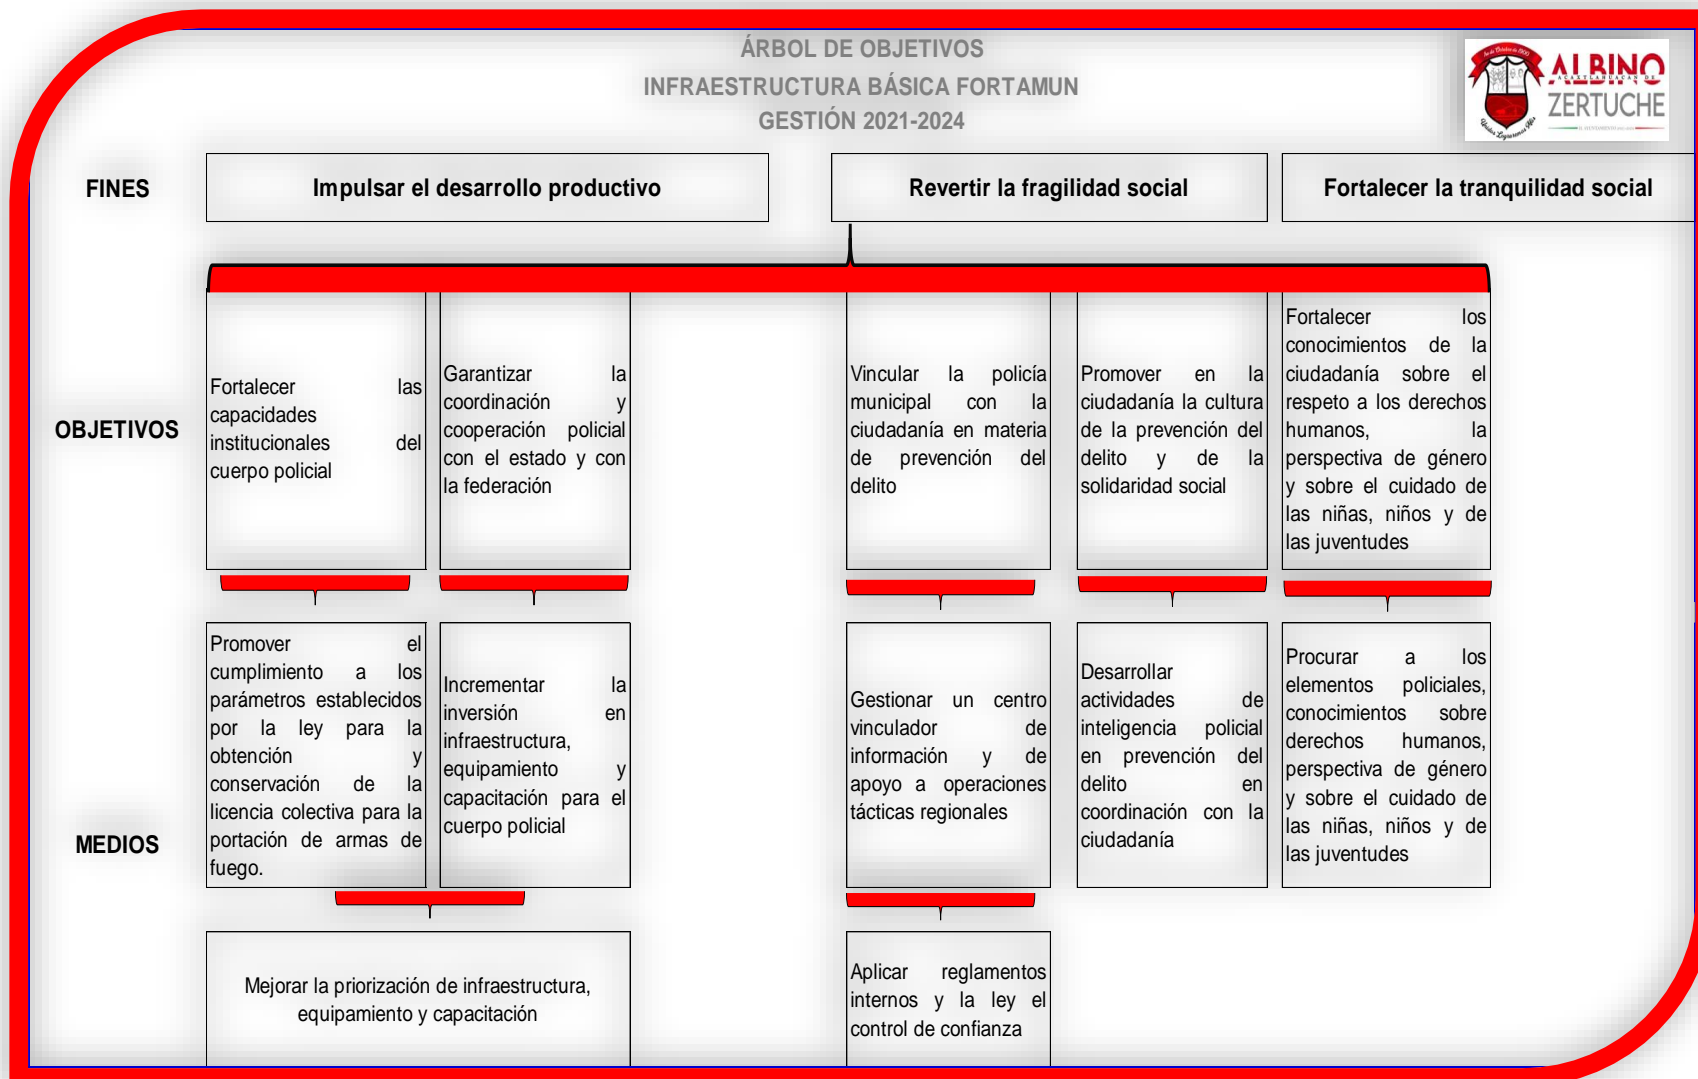 ÁRBOL DE OBJETIVOS
INFRAESTRUCTURA BÁSICA FORTAMUN
GESTIÓN 2021-2024
ALBINO
ACAXTLAHUACAN DE
ZERTUCHE
Unidos Lograremos Más
FINES
Impulsar el desarrollo productivo
Revertir la fragilidad social
Fortalecer la tranquilidad social
OBJETIVOS
Fortalecer las
capacidades
institucionales del
cuerpo policial
Garantizar la
coordinación y
cooperación policial
con el estado y con
la federación
Vincular la policía
municipal con la
ciudadanía en materia
de prevención del
delito
Promover en la
ciudadanía la cultura
de la prevención del
delito y de la
solidaridad social
Fortalecer los
conocimientos de la
ciudadanía sobre el
respeto a los derechos
humanos, la
perspectiva de género
y sobre el cuidado de
las niñas, niños y de
las juventudes
MEDIOS
Promover el
cumplimiento a los
parámetros establecidos
por la ley para la
obtención y
conservación de la
licencia colectiva para la
portación de armas de
fuego.
Incrementar la
inversión en
infraestructura,
equipamiento y
capacitación para el
cuerpo policial
Gestionar un centro
vinculador de
información y de
apoyo a operaciones
tácticas regionales
Desarrollar
actividades de
inteligencia policial
en prevención del
delito en
coordinación con la
ciudadanía
Procurar a los
elementos policiales,
conocimientos sobre
derechos humanos,
perspectiva de género
y sobre el cuidado de
las niñas, niños y de
las juventudes
Mejorar la priorización de infraestructura,
equipamiento y capacitación
Aplicar reglamentos
internos y la ley el
control de confianza